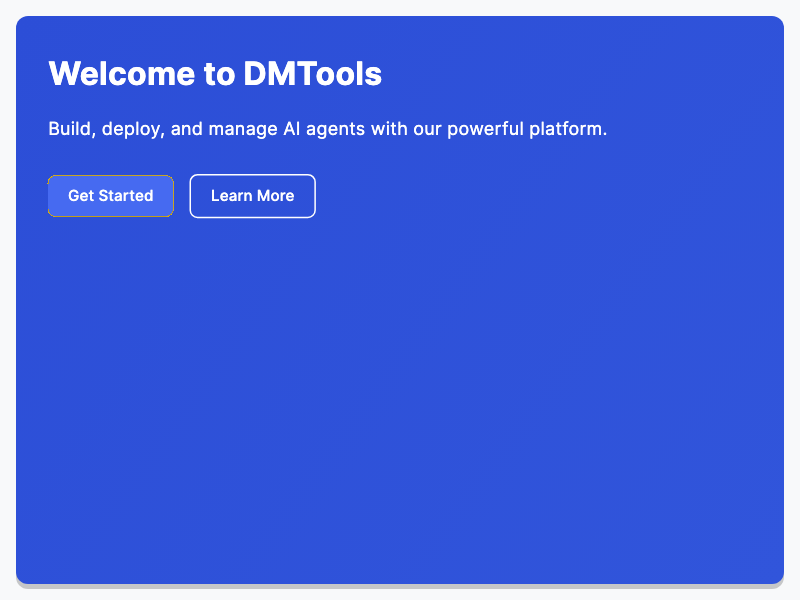 Welcome to DMTools
Build, deploy, and manage AI agents with our powerful platform.
Get Started
Learn More